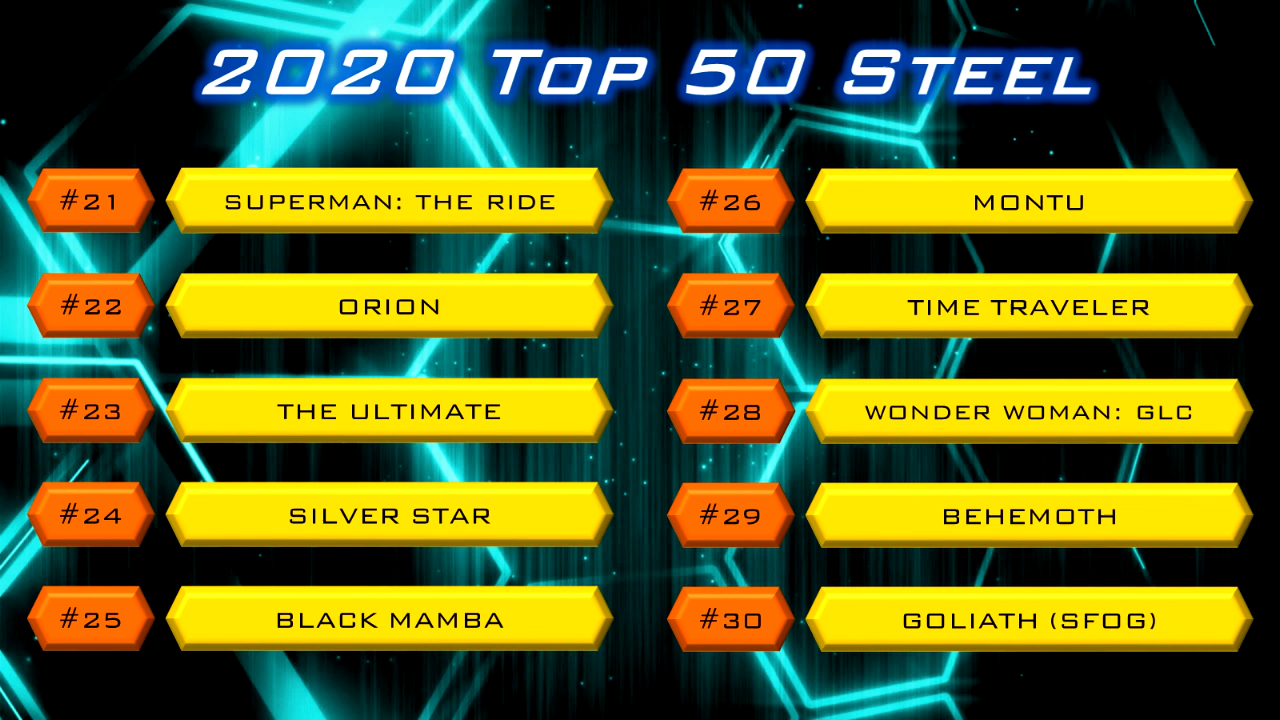 2020 Top 50 Steel
#21 SUPERMAN: THE RIDE
#22 ORION
#23 THE ULTIMATE
#24 SILVER STAR
#25 BLACK MAMBA
#26 MONTU
#27 TIME TRAVELER
#28 WONDER WOMAN: GLC
#29 BEHEMOTH
#30 GOLIATH (SFOG)